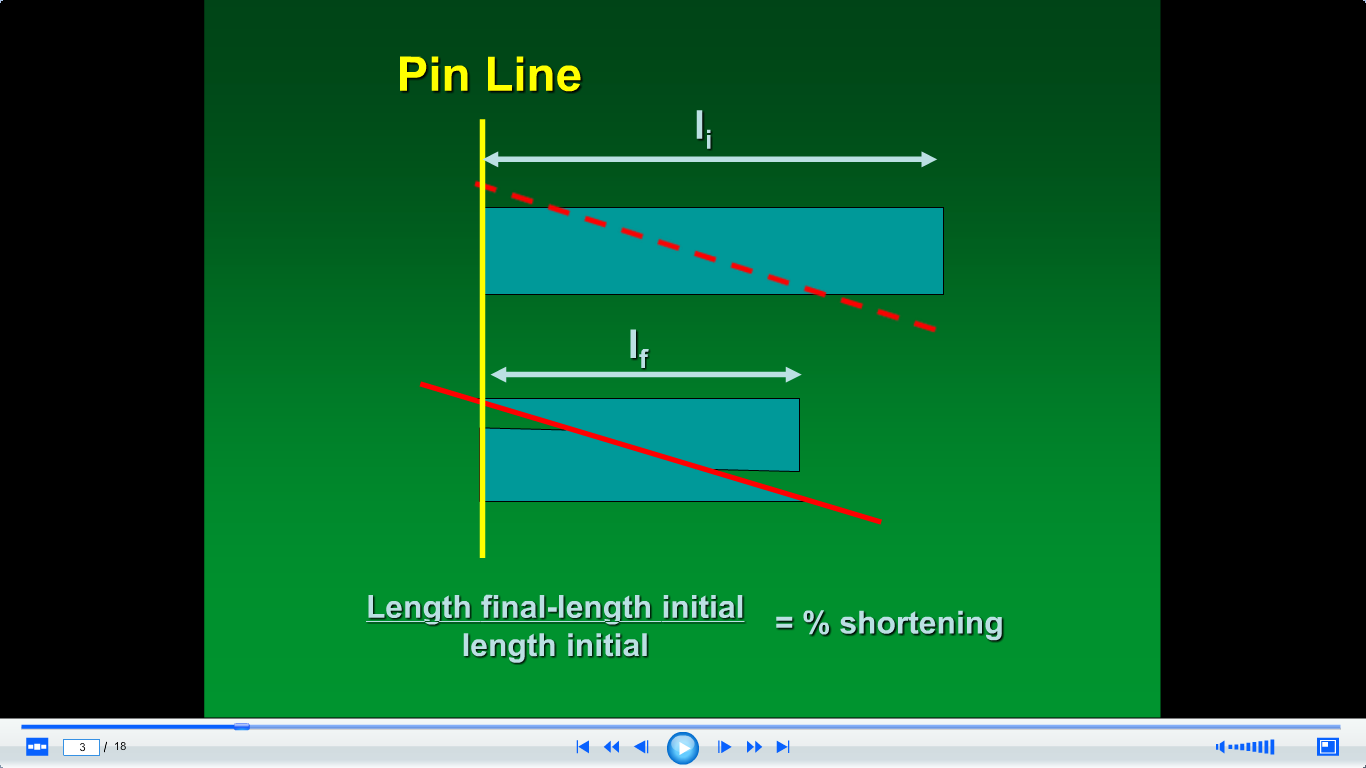 Pin Line
li
lf
Length final-length initial
length initial
= % shortening
3 / 18